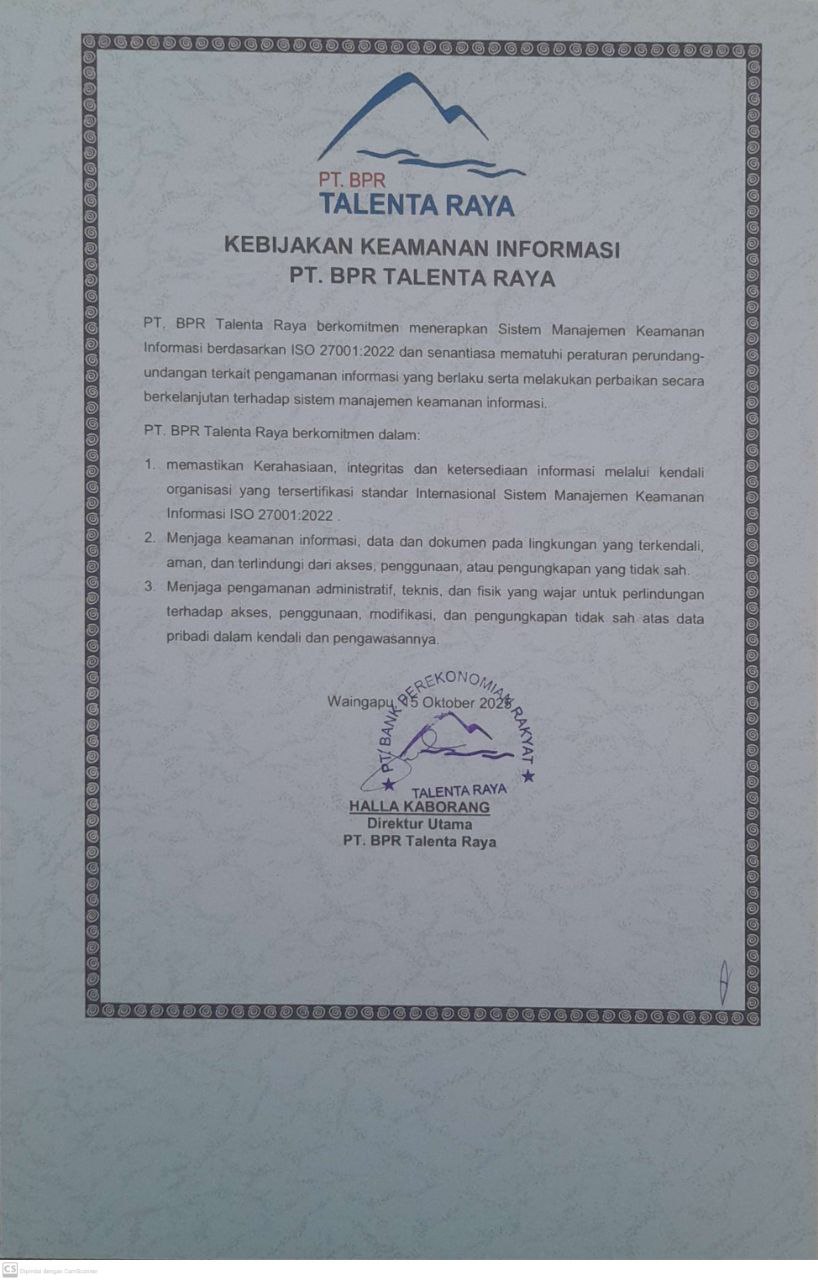 PT. BPR
TALENTA RAYA
KEBIJAKAN KEAMANAN INFORMASI
PT. BPR TALENTA RAYA
PT. BPR Talenta Raya berkomitmen menerapkan Sistem Manajemen Keamanan
Informasi berdasarkan ISO 27001:2022 dan senantiasa mematuhi peraturan perundang-
undangan terkait pengamanan informasi yang berlaku serta melakukan perbaikan secara
berkelanjutan terhadap sistem manajemen keamanan informasi.
PT. BPR Talenta Raya berkomitmen dalam:
1. memastikan Kerahasiaan, integritas dan ketersediaan informasi melalui kendali
organisasi yang tersertifikasi standar Internasional Sistem Manajemen Keamanan
Informasi ISO 27001:2022 .
2. Menjaga keamanan informasi, data dan dokumen pada lingkungan yang terkendali,
aman, dan terlindungi dari akses, penggunaan, atau pengungkapan yang tidak sah.
3. Menjaga pengamanan administratif, teknis, dan fisik yang wajar untuk perlindungan
terhadap akses, penggunaan, modifikasi, dan pengungkapan tidak sah atas data
pribadi dalam kendali dan pengawasannya.
Waingapu, 15 Oktober
PT. BANK PEREKONOMIAN RAKYAT
TALENTA RAYA
HALLA KABORANG
Direktur Utama
PT. BPR Talenta Raya
CS Dipindai dengan CamScanner